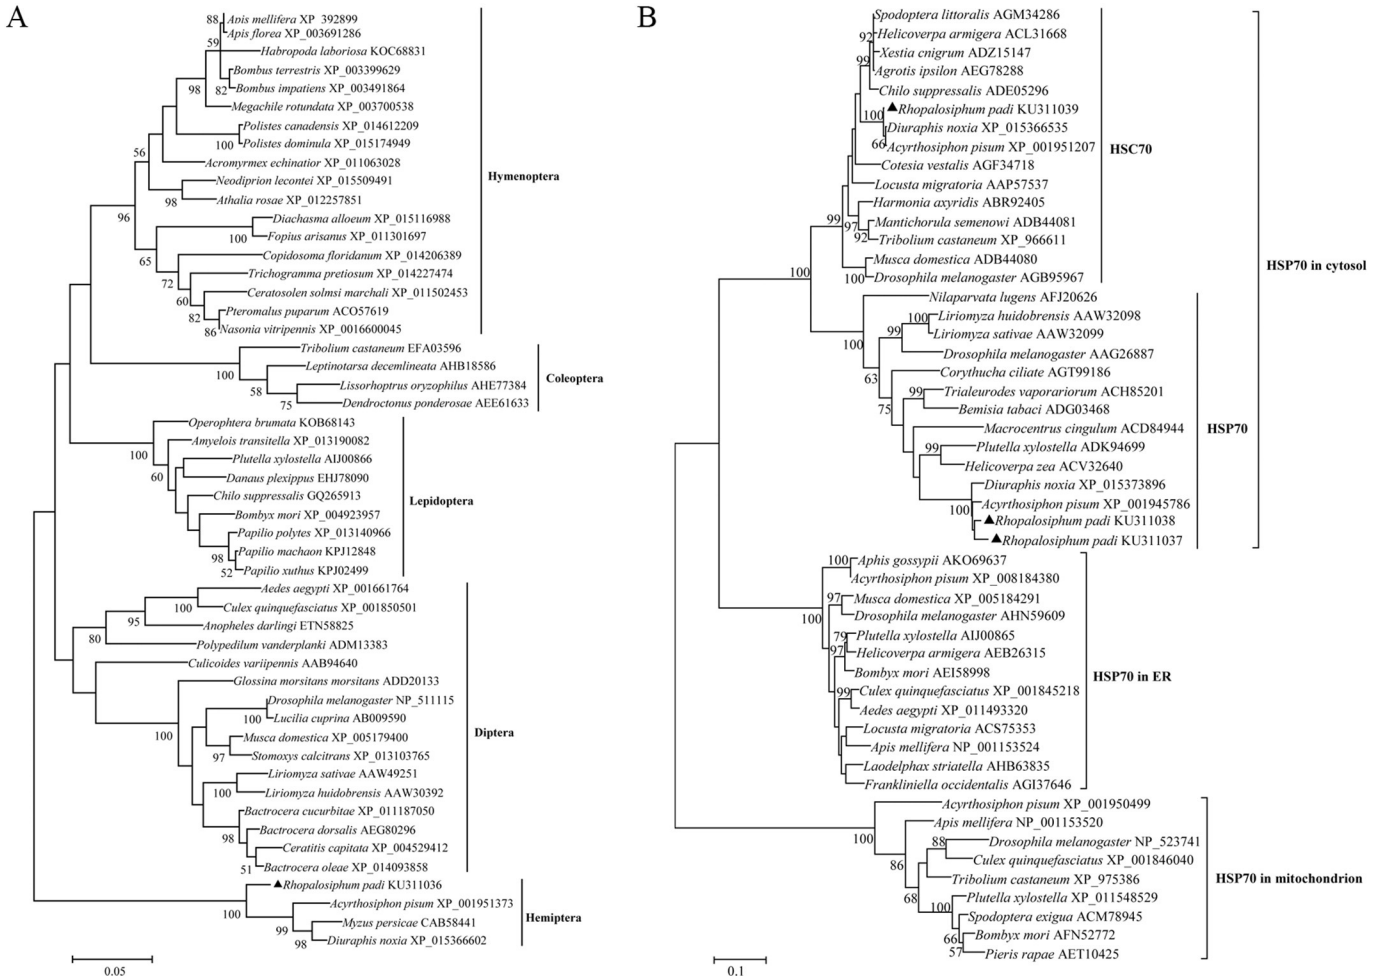 A
88
Apis mellifera XP_392899
Apis florea XP_003691286
59
Habropoda laboriosa KOC68831
Bombus terrestris XP_003399629
98
82
Bombus impatiens XP_003491864
Megachile rotundata XP_003700538
Polistes canadensis XP_014612209
100
Polistes dominula XP_015174949
56
Acromyrmex echinatior XP_011063028
Neodiprion lecontei XP_015509491
98
Athalia rosae XP_012257851
96
Diachasma alloeum XP_015116988
100
Fopius arisanus XP_011301697
65
Copidosoma floridanum XP_014206389
72
Trichogramma pretiosum XP_014227474
60
Ceratosolen solmsi marchali XP_011502453
82
Pteromalus puparum ACO57619
86
Nasonia vitripennis XP_0016600045
Hymenoptera
Tribolium castaneum EFA03596
100
Leptinotarsa decemlineata AHB18586
58
Lissorhoptrus oryzophilus AHE77384
75
Dendroctonus ponderosae AEE61633
Coleoptera
Operophtera brumata KOB68143
100
Amyelois transitella XP_013190082
60
Plutella xylostella AIJ00866
Danaus plexippus EHJ78090
Chilo suppressalis GQ265913
Bombyx mori XP_004923957
Papilio polytes XP_013140966
98
Papilio machaon KPJ12848
52
Papilio xuthus KPJ02499
Lepidoptera
Aedes aegypti XP_001661764
100
Culex quinquefasciatus XP_001850501
95
Anopheles darlingi ETN58825
80
Polypedilum vanderplanki ADM13383
Culicoides variipennis AAB94640
Glossina morsitans morsitans ADD20133
Drosophila melanogaster NP_511115
100
Lucilia cuprina AB009590
100
Musca domestica XP_005179400
97
Stomoxys calcitrans XP_013103765
Liriomyza sativae AAW49251
100
Liriomyza huidobrensis AAW30392
Bactrocera cucurbitae XP_011187050
98
Bactrocera dorsalis AEG80296
Ceratitis capitata XP_004529412
51
Bactrocera oleae XP_014093858
Diptera
▲Rhopalosiphum padi KU311036
100
Acyrthosiphon pisum XP_001951373
99
Myzus persicae CAB58441
98
Diuraphis noxia XP_015366602
Hemiptera
0.05
B
Spodoptera littoralis AGM34286
92
Helicoverpa armigera ACL31668
99
Xestia cnigrum ADZ15147
Agrotis ipsilon AEG78288
Chilo suppressalis ADE05296
100
▲Rhopalosiphum padi KU311039
Diuraphis noxia XP_015366535
66
Acyrthosiphon pisum XP_001951207
Cotesia vestalis AGF34718
Locusta migratoria AAP57537
Harmonia axyridis ABR92405
99
97
Mantichorula semenowi ADB44081
92
Tribolium castaneum XP_966611
Musca domestica ADB44080
100
Drosophila melanogaster AGB95967
HSC70
100
Nilaparvata lugens AFJ20626
100
Liriomyza huidobrensis AAW32098
99
Liriomyza sativae AAW32099
100
Drosophila melanogaster AAG26887
63
Corythucha ciliate AGT99186
99
Trialeurodes vaporariorum ACH85201
75
Bemisia tabaci ADG03468
Macrocentrus cingulum ACD84944
99
Plutella xylostella ADK94699
Helicoverpa zea ACV32640
Diuraphis noxia XP_015373896
Acyrthosiphon pisum XP_001945786
100
▲Rhopalosiphum padi KU311038
▲Rhopalosiphum padi KU311037
HSP70
HSP70 in cytosol
100
Aphis gossypii AKO69637
Acyrthosiphon pisum XP_008184380
97
Musca domestica XP_005184291
100
Drosophila melanogaster AHN59609
79
Plutella xylostella AIJ00865
97
Helicoverpa armigera AEB26315
Bombyx mori AEI58998
99
Culex quinquefasciatus XP_001845218
Aedes aegypti XP_011493320
Locusta migratoria ACS75353
Apis mellifera NP_001153524
Laodelphax striatella AHB63835
Frankliniella occidentalis AGI37646
HSP70 in ER
Acyrthosiphon pisum XP_001950499
100
Apis mellifera NP_001153520
88
Drosophila melanogaster NP_523741
86
Culex quinquefasciatus XP_001846040
Tribolium castaneum XP_975386
68
Plutella xylostella XP_011548529
100
Spodoptera exigua ACM78945
66
Bombyx mori AFN52772
57
Pieris rapae AET10425
HSP70 in mitochondrion
0.1